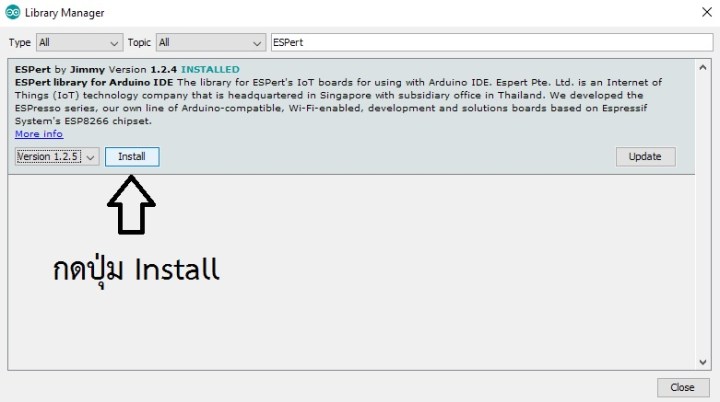 Library Manager
Type All Topic All ESPert
ESPert by Jimmy Version 1.2.4 INSTALLED
ESPert library for Arduino IDE The library for ESPert's IoT boards for using with Arduino IDE. Espert Pte. Ltd. is an Internet of
Things (IoT) technology company that is headquartered in Singapore with subsidiary office in Thailand. We developed the
ESPresso series, our own line of Arduino-compatible, Wi-Fi-enabled, development and solutions boards based on Espressif
System's ESP8266 chipset.
More info
Version 1.2.5 Install Update
กดปุ่ม Install
Close